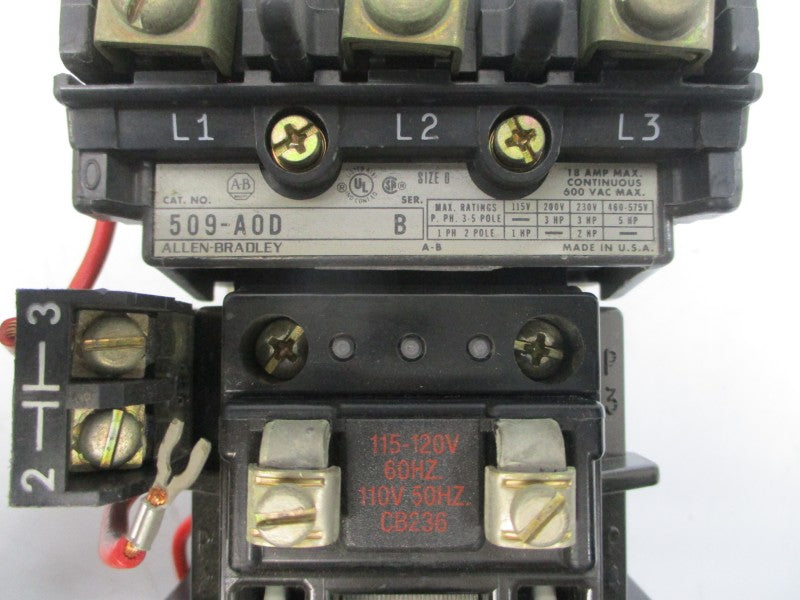 L1 L2 L3
A-B UL SA SIZE 0 18 AMP MAX.
CONTINUOUS
600 VAC MAX.
CAT. NO. SER.
509-AOD B
MAX. RATINGS 115V 200V 230V 460-575V
P. PH. 3-5 POLE — 3 HP 3 HP 5 HP
1 PH 2 POLE 1 HP — 2 HP —
ALLEN-BRADLEY A-B MADE IN U.S.A.
2 3
115-120V
60HZ.
110V 50HZ.
CB236